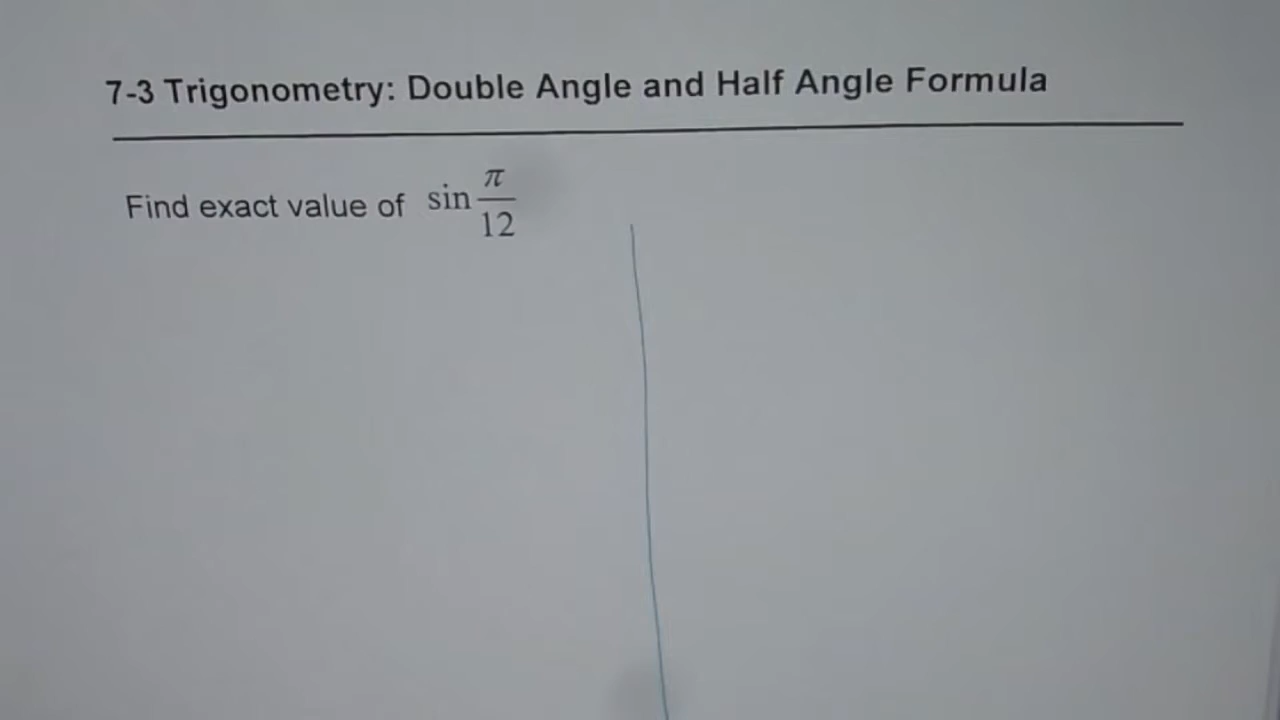 7-3 Trigonometry: Double Angle and Half Angle Formula
Find exact value of sin π/12